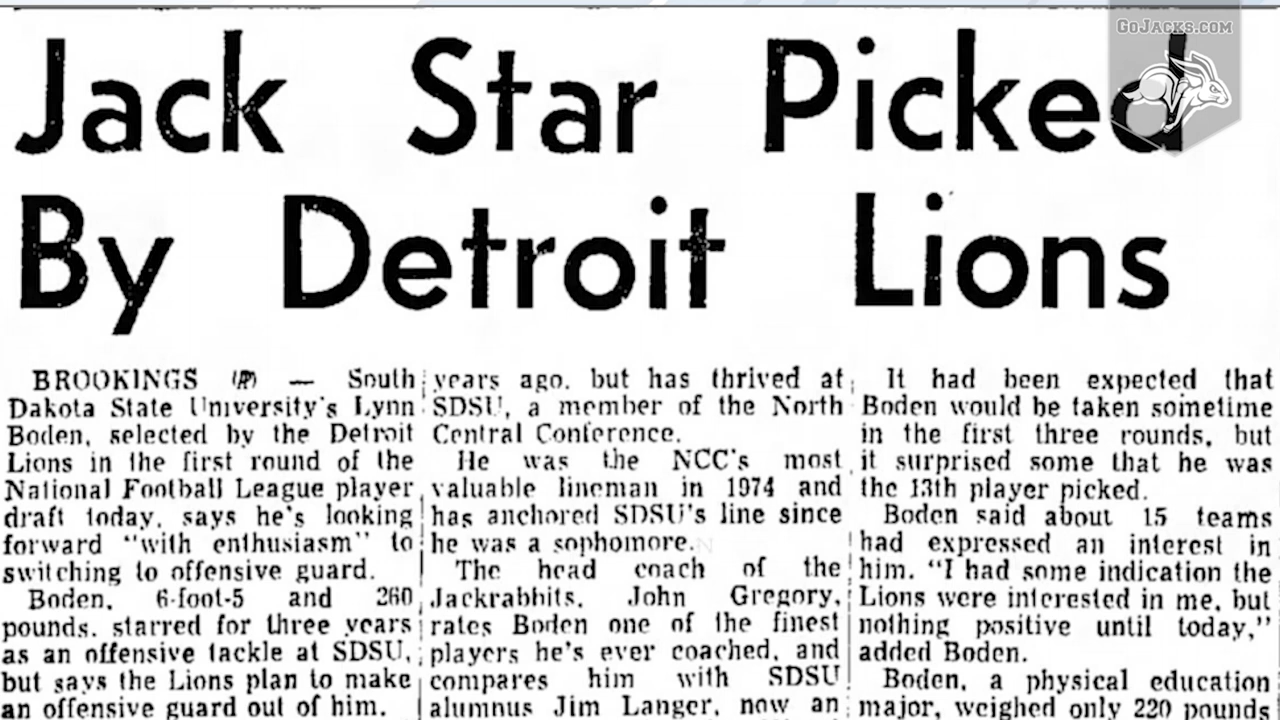 GoJacks.com
Jack Star Picked
By Detroit Lions
BROOKINGS (AP) — South
Dakota State University's Lynn
Boden, selected by the Detroit
Lions in the first round of the
National Football League player
draft today, says he's looking
forward "with enthusiasm" to
switching to offensive guard.
Boden, 6-foot-5 and 260
pounds, starred for three years
as an offensive tackle at SDSU,
but says the Lions plan to make
an offensive guard out of him.
years ago, but has thrived at
SDSU, a member of the North
Central Conference.
He was the NCC's most
valuable lineman in 1974 and
has anchored SDSU's line since
he was a sophomore.
The head coach of the
Jackrabbits, John Gregory,
rates Boden one of the finest
players he's ever coached, and
compares him with SDSU
alumnus Jim Langer, now an
It had been expected that
Boden would be taken sometime
in the first three rounds, but
it surprised some that he was
the 13th player picked.
Boden said about 15 teams
had expressed an interest in
him. "I had some indication the
Lions were interested in me, but
nothing positive until today,"
added Boden.
Boden, a physical education
major, weighed only 220 pounds